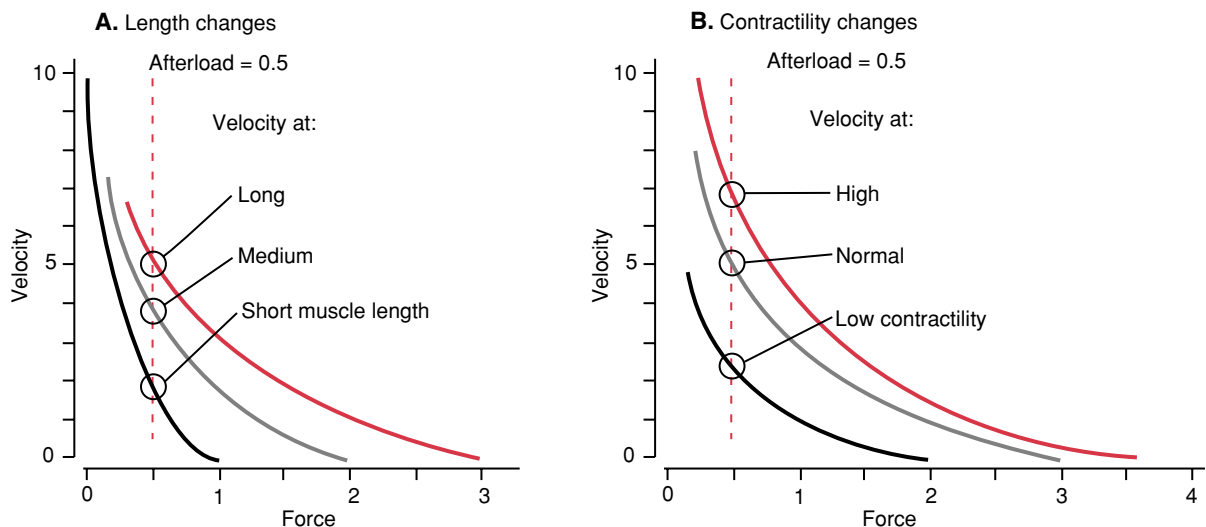 A. Length changes
Afterload = 0.5
10
Velocity at:
Long
Medium
5
Short muscle length
0
Velocity
0
1
2
3
Force
B. Contractility changes
Afterload = 0.5
10
Velocity at:
High
Normal
5
Low contractility
0
Velocity
0
1
2
3
4
Force